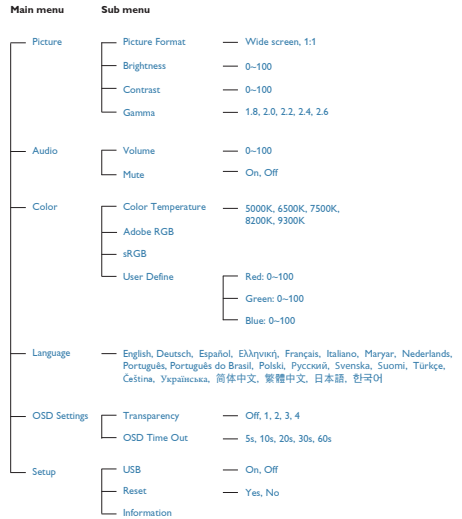 Main menu Sub menu
Picture Picture Format Wide screen, 1:1
Brightness 0~100
Contrast 0~100
Gamma 1.8, 2.0, 2.2, 2.4, 2.6
Audio Volume 0~100
Mute On, Off
Color Color Temperature 5000K, 6500K, 7500K,
8200K, 9300K
Adobe RGB
sRGB
User Define Red: 0~100
Green: 0~100
Blue: 0~100
Language English, Deutsch, Español, Ελληνική, Français, Italiano, Maryar, Nederlands,
Português, Português do Brasil, Polski, Русский, Svenska, Suomi, Türkçe,
Čeština, Українська, 简体中文, 繁體中文, 日本語, 한국어
OSD Settings Transparency Off, 1, 2, 3, 4
OSD Time Out 5s, 10s, 20s, 30s, 60s
Setup USB On, Off
Reset Yes, No
Information